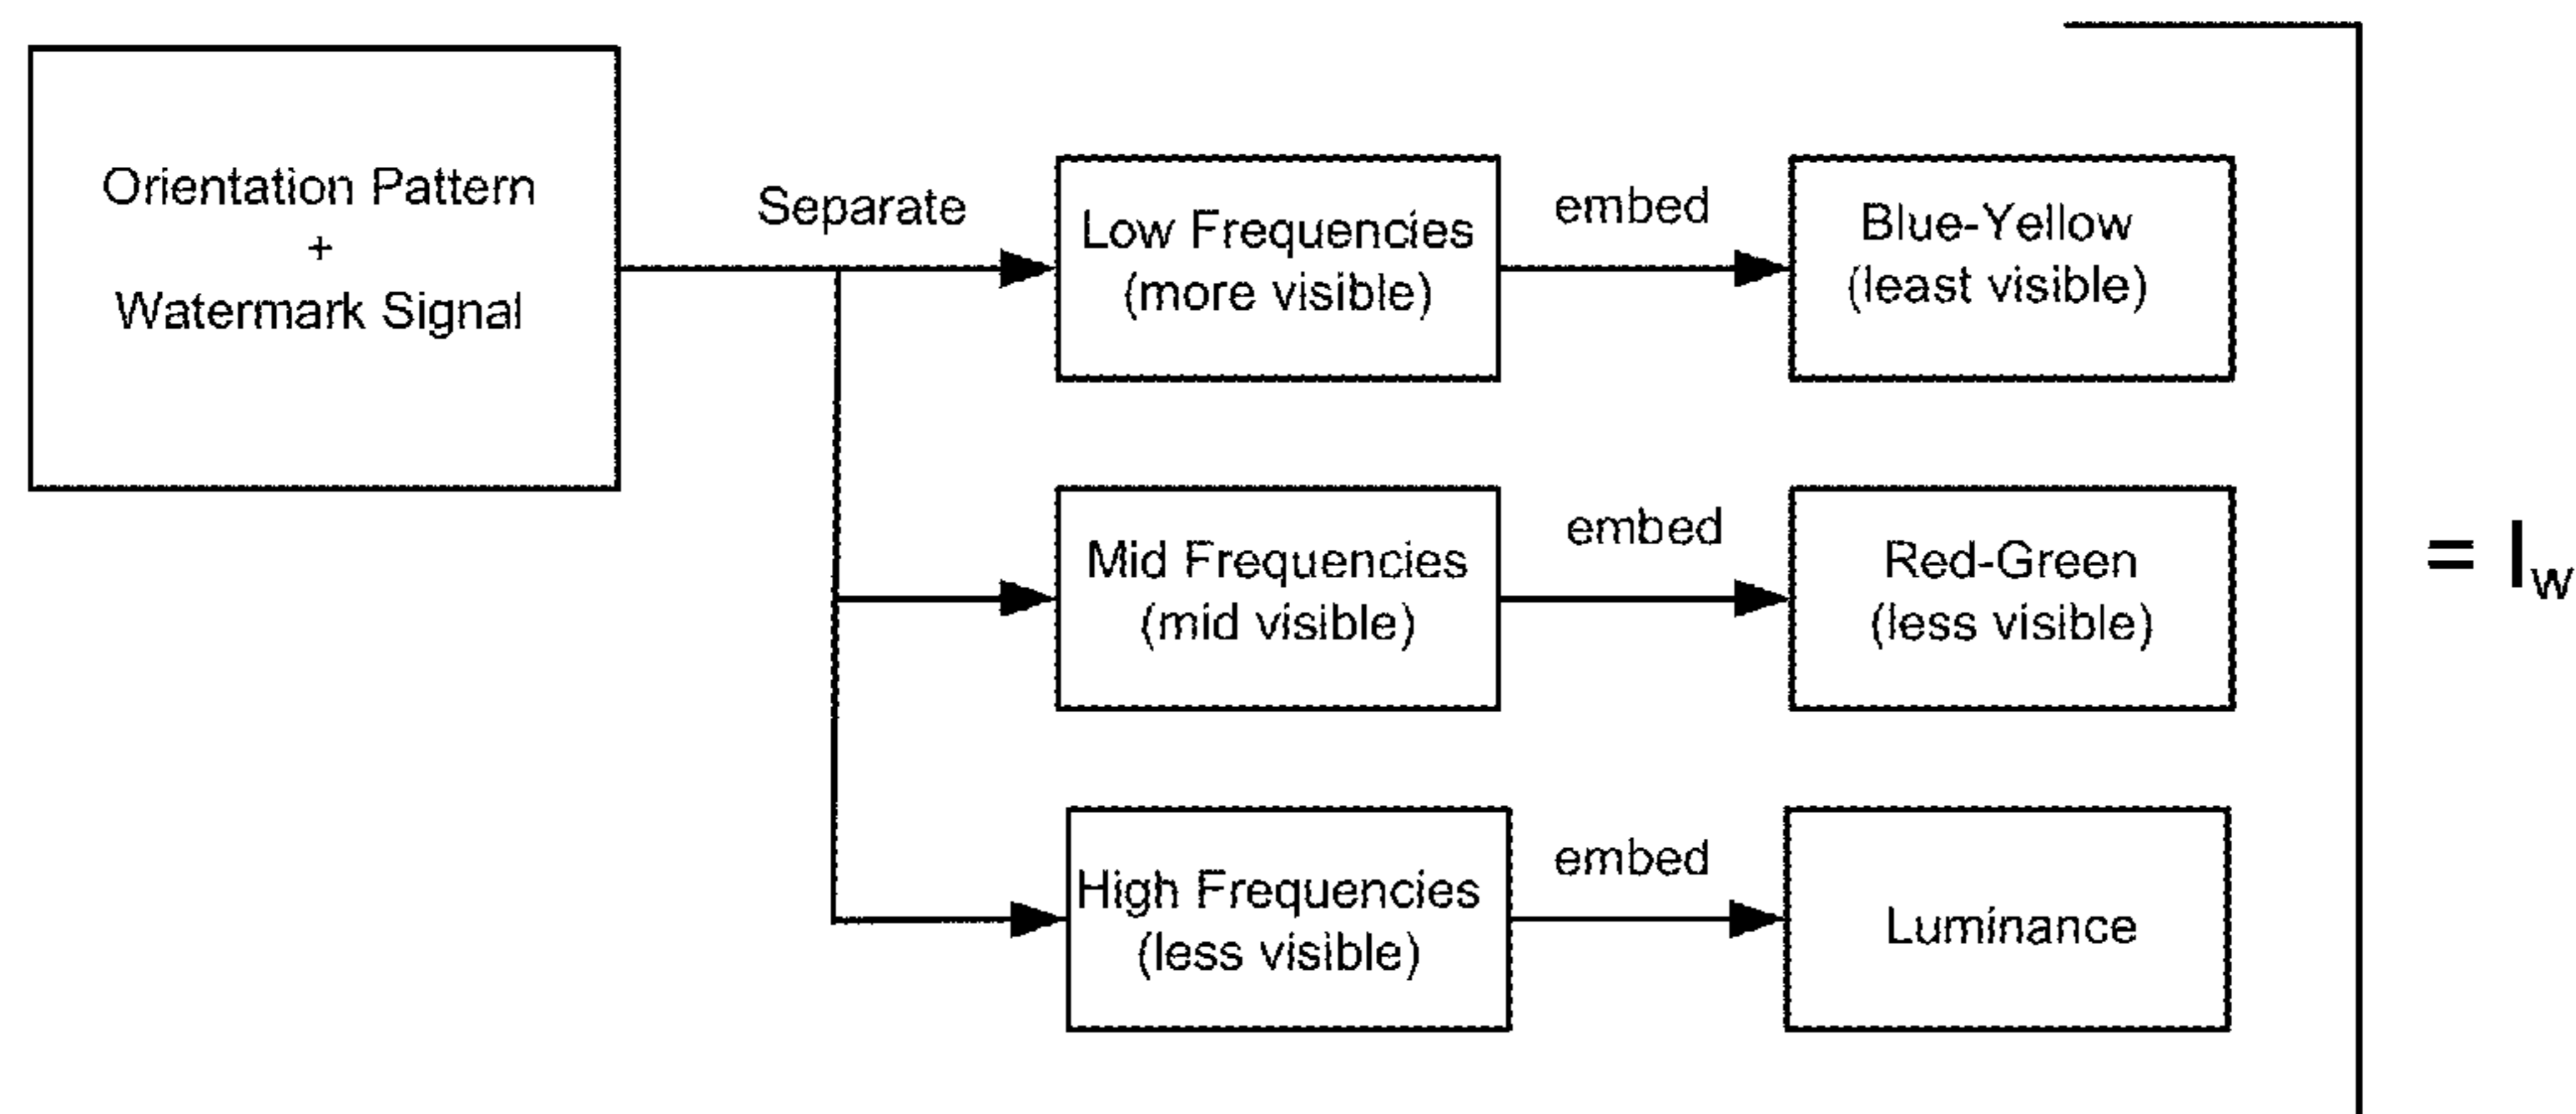 Orientation Pattern
+
Watermark Signal
Separate
Low Frequencies
(more visible)
embed
Blue-Yellow
(least visible)
Mid Frequencies
(mid visible)
embed
Red-Green
(less visible)
= Iw
High Frequencies
(less visible)
embed
Luminance